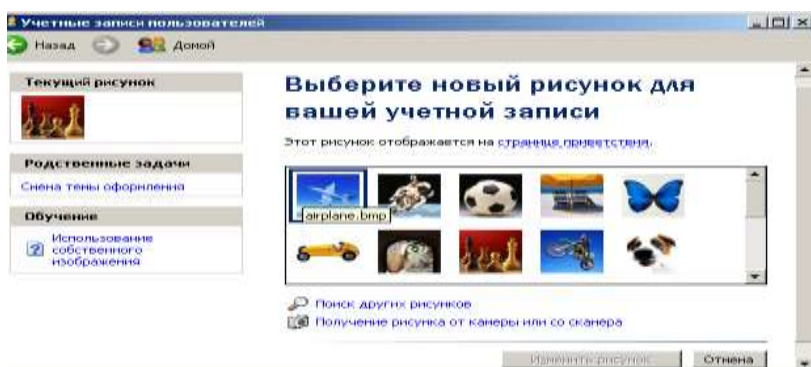 Учетные записи пользователей
Назад
Домой
Текущий рисунок
Родственные задачи
Смена темы оформления
Обучение
Использование
собственного
изображения
Выберите новый рисунок для
вашей учетной записи
Этот рисунок отображается на странице приветствия.
airplane.bmp
Поиск других рисунков
Получение рисунка от камеры или со сканера
Изменить рисунок
Отмена